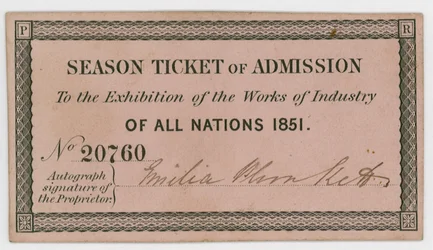 P R
SEASON TICKET OF ADMISSION
To the Exhibition of the Works of Industry
OF ALL NATIONS 1851.
No 20760
Autograph
signature of
the Proprietor.
Emilia Plunkett